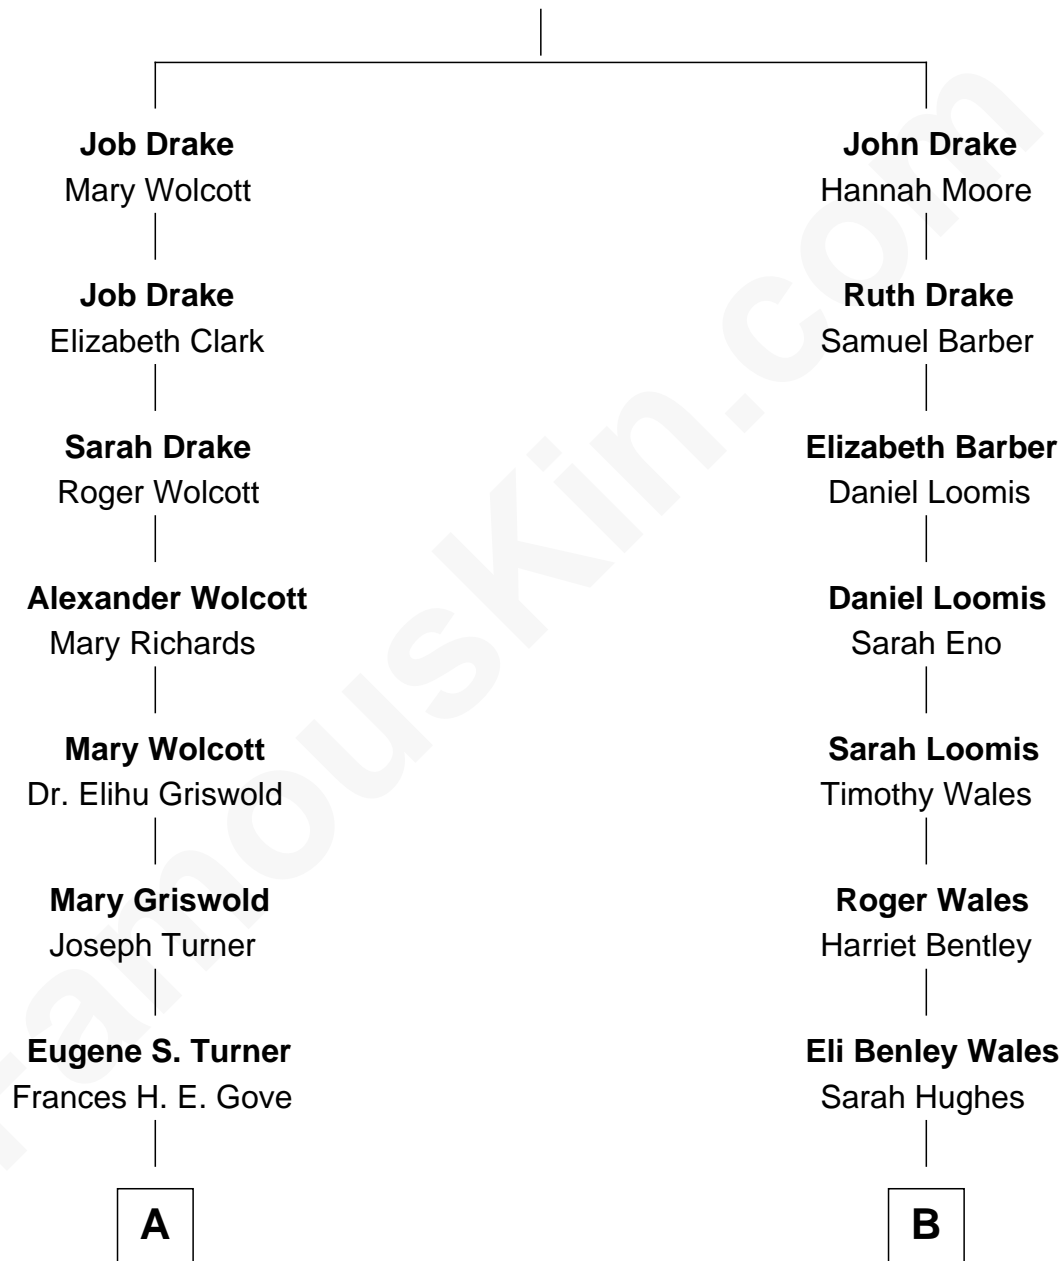 Job Drake
Mary Wolcott
Job Drake
Elizabeth Clark
Sarah Drake
Roger Wolcott
Alexander Wolcott
Mary Richards
Mary Wolcott
Dr. Elihu Griswold
Mary Griswold
Joseph Turner
Eugene S. Turner
Frances H. E. Gove
A
John Drake
Hannah Moore
Ruth Drake
Samuel Barber
Elizabeth Barber
Daniel Loomis
Daniel Loomis
Sarah Eno
Sarah Loomis
Timothy Wales
Roger Wales
Harriet Bentley
Eli Benley Wales
Sarah Hughes
B
FamousKin.com